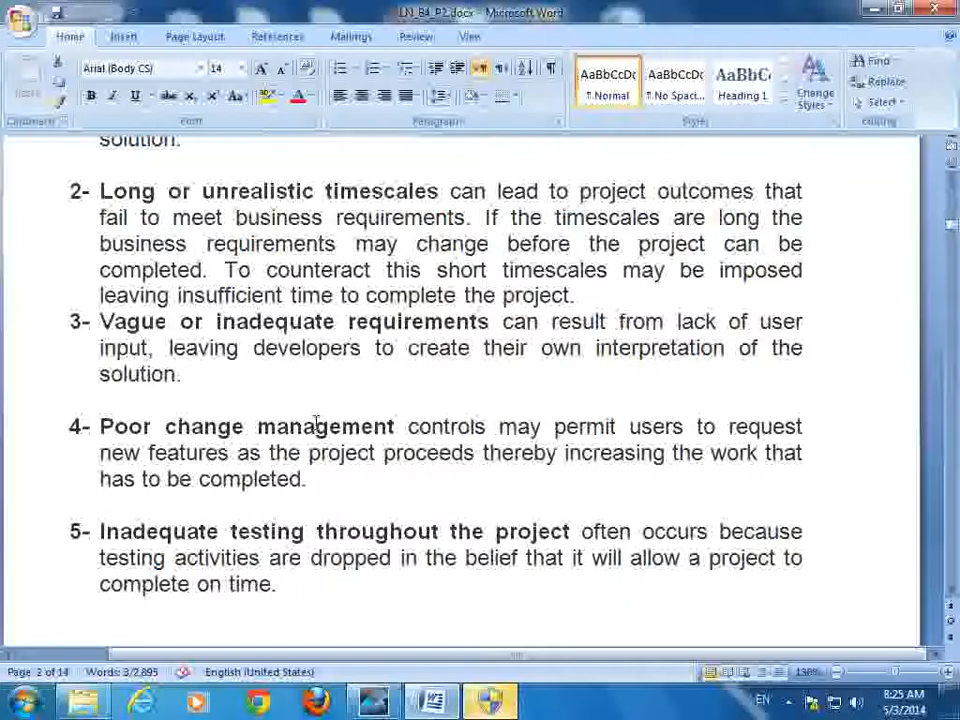 LN_B4_P2.docx - Microsoft Word
Home Insert Page Layout References Mailings Review View
Arial (Body CS) 14
Find
Replace
Select
AaBbCcDc AaBbCcDc AaBbC
¶ Normal ¶ No Spaci... Heading 1
Change
Styles
Paste
Clipboard Font Paragraph Styles Editing
solution.
2- Long or unrealistic timescales can lead to project outcomes that
fail to meet business requirements. If the timescales are long the
business requirements may change before the project can be
completed. To counteract this short timescales may be imposed
leaving insufficient time to complete the project.
3- Vague or inadequate requirements can result from lack of user
input, leaving developers to create their own interpretation of the
solution.
4- Poor change management controls may permit users to request
new features as the project proceeds thereby increasing the work that
has to be completed.
5- Inadequate testing throughout the project often occurs because
testing activities are dropped in the belief that it will allow a project to
complete on time.
Page: 2 of 14 Words: 3/2,895 English (United States) 138%
EN 8:25 AM
5/3/2014